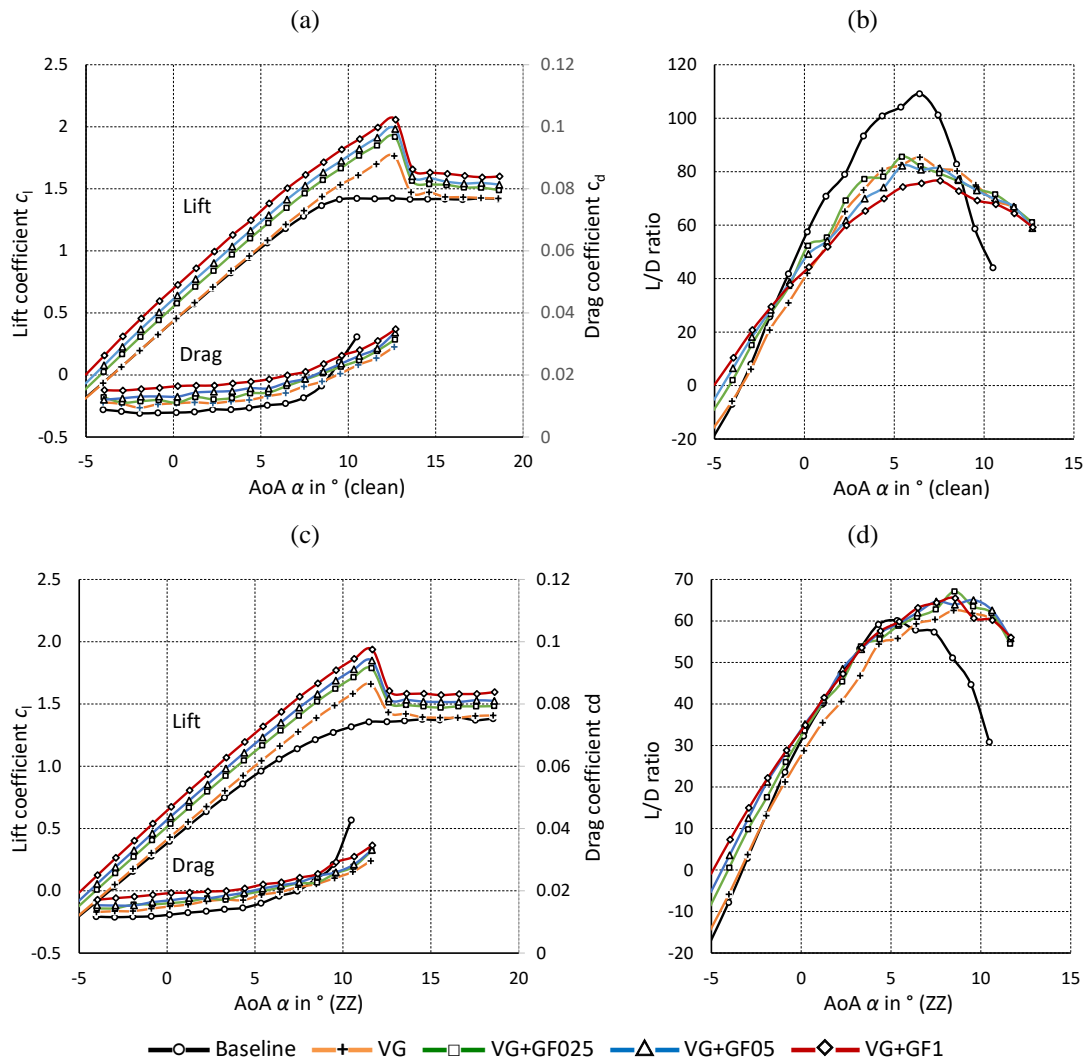 (a) (b)
2.5 0.12 120
2 0.1 100
1.5 0.08 80
1 0.06 60
0.5 0.04 40
0 0.02 20
-0.5 0 0
-20
Lift coefficient cl
Lift
Drag
Drag coefficient cd
L/D ratio
-5 0 5 10 15 20
-5 0 5 10 15
AoA α in ° (clean) AoA α in ° (clean)
(c) (d)
2.5 0.12 70
2.0 0.1 60
1.5 0.08 50
1.0 0.06 40
0.5 0.04 30
0.0 0.02 20
-0.5 0 10
0
-10
-20
Lift coefficient cl
Lift
Drag
Drag coefficient cd
L/D ratio
-5 0 5 10 15 20
-5 0 5 10 15
AoA α in ° (ZZ) AoA α in ° (ZZ)
Baseline VG VG+GF025 VG+GF05 VG+GF1